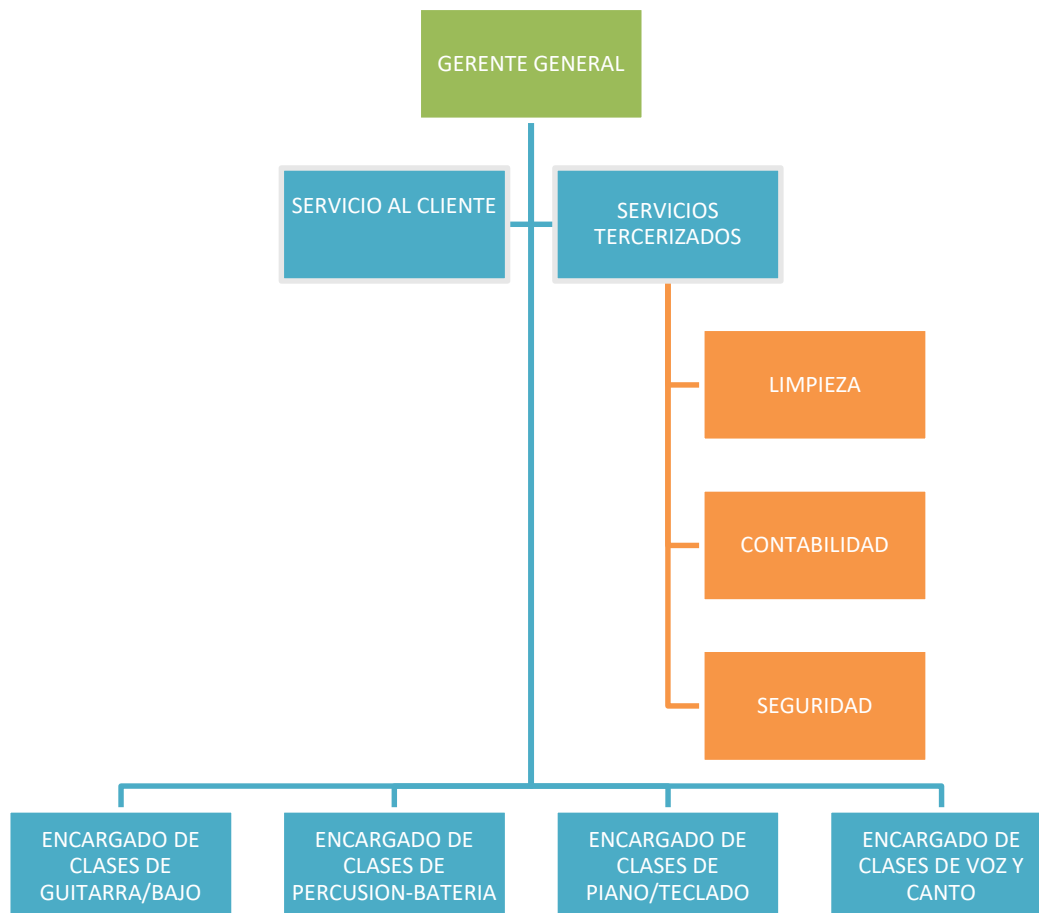 GERENTE GENERAL
SERVICIO AL CLIENTE
SERVICIOS
TERCERIZADOS
LIMPIEZA
CONTABILIDAD
SEGURIDAD
ENCARGADO DE
CLASES DE
GUITARRA/BAJO
ENCARGADO DE
CLASES DE
PERCUSION-BATERIA
ENCARGADO DE
CLASES DE
PIANO/TECLADO
ENCARGADO DE
CLASES DE VOZ Y
CANTO